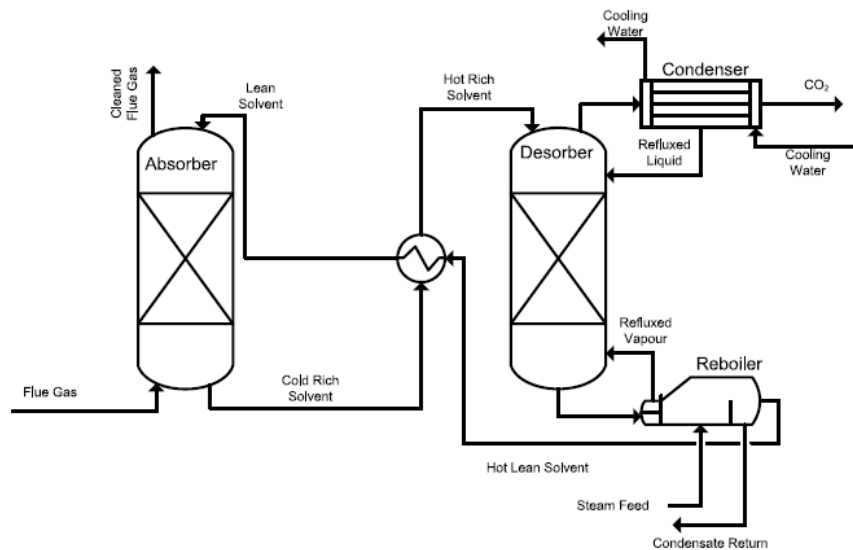 Cooling
Water
Condenser
CO₂
Cleaned
Flue Gas
Lean
Solvent
Hot Rich
Solvent
Absorber
Desorber
Refluxed
Liquid
Cooling
Water
Refluxed
Vapour
Reboiler
Flue Gas
Cold Rich
Solvent
Hot Lean Solvent
Steam Feed
Condensate Return